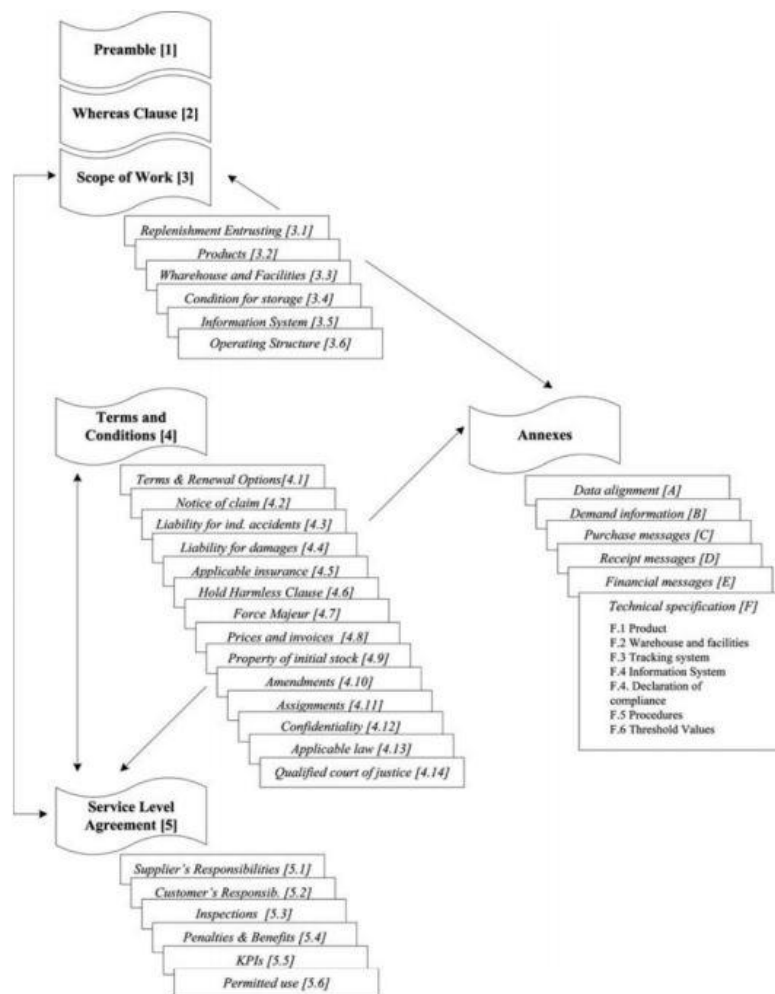 Preamble [1]
Whereas Clause [2]
Scope of Work [3]
Replenishment Entrusting [3.1]
Products [3.2]
Wharehouse and Facilities [3.3]
Condition for storage [3.4]
Information System [3.5]
Operating Structure [3.6]
Terms and
Conditions [4]
Terms & Renewal Options[4.1]
Notice of claim [4.2]
Liability for ind. accidents [4.3]
Liability for damages [4.4]
Applicable insurance [4.5]
Hold Harmless Clause [4.6]
Force Majeur [4.7]
Prices and invoices [4.8]
Property of initial stock [4.9]
Amendments [4.10]
Assignments [4.11]
Confidentiality [4.12]
Applicable law [4.13]
Qualified court of justice [4.14]
Annexes
Data alignment [A]
Demand information [B]
Purchase messages [C]
Receipt messages [D]
Financial messages [E]
Technical specification [F]
F.1 Product
F.2 Warehouse and facilities
F.3 Tracking system
F.4 Information System
F.4. Declaration of
compliance
F.5 Procedures
F.6 Threshold Values
Service Level
Agreement [5]
Supplier's Responsibilities [5.1]
Customer's Responsib. [5.2]
Inspections [5.3]
Penalties & Benefits [5.4]
KPIs [5.5]
Permitted use [5.6]